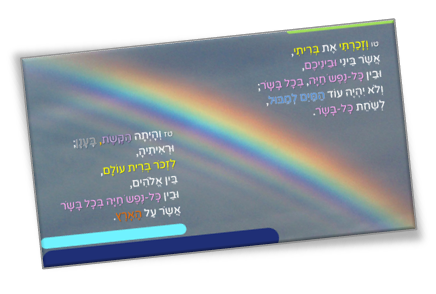 טו וְזָכַרְתִּי אֶת בְּרִיתִי,
אֲשֶׁר בֵּינִי וּבֵינֵיכֶם,
וּבֵין כָּל-נֶפֶשׁ חַיָּה, בְּכָל בָּשָׂר;
וְלֹא יִהְיֶה עוֹד הַמַּיִם לְמַבּוּל,
לְשַׁחֵת כָּל-בָּשָׂר.
טז וְהָיְתָה הַקֶּשֶׁת, בֶּעָנָן;
וּרְאִיתִיהָ,
לִזְכֹּר בְּרִית עוֹלָם,
בֵּין אֱלֹהִים,
וּבֵין כָּל-נֶפֶשׁ חַיָּה בְּכָל בָּשָׂר
אֲשֶׁר עַל הָאָרֶץ.